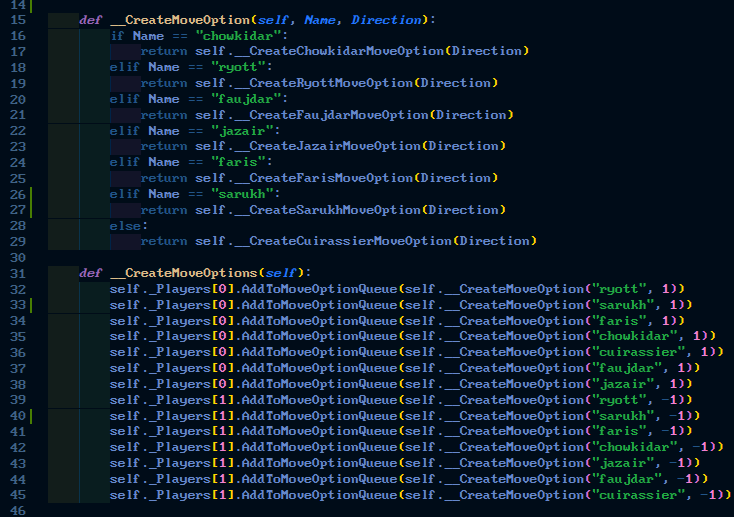 14
15 def __CreateMoveOption(self, Name, Direction):
16 if Name == "chowkidar":
17 return self.__CreateChowkidarMoveOption(Direction)
18 elif Name == "ryott":
19 return self.__CreateRyottMoveOption(Direction)
20 elif Name == "faujdar":
21 return self.__CreateFaujdarMoveOption(Direction)
22 elif Name == "jazair":
23 return self.__CreateJazairMoveOption(Direction)
24 elif Name == "faris":
25 return self.__CreateFarisMoveOption(Direction)
26 elif Name == "sarukh":
27 return self.__CreateSarukhMoveOption(Direction)
28 else:
29 return self.__CreateCuirassierMoveOption(Direction)
30
31 def __CreateMoveOptions(self):
32 self._Players[0].AddToMoveOptionQueue(self.__CreateMoveOption("ryott", 1))
33 self._Players[0].AddToMoveOptionQueue(self.__CreateMoveOption("sarukh", 1))
34 self._Players[0].AddToMoveOptionQueue(self.__CreateMoveOption("faris", 1))
35 self._Players[0].AddToMoveOptionQueue(self.__CreateMoveOption("chowkidar", 1))
36 self._Players[0].AddToMoveOptionQueue(self.__CreateMoveOption("cuirassier", 1))
37 self._Players[0].AddToMoveOptionQueue(self.__CreateMoveOption("faujdar", 1))
38 self._Players[0].AddToMoveOptionQueue(self.__CreateMoveOption("jazair", 1))
39 self._Players[1].AddToMoveOptionQueue(self.__CreateMoveOption("ryott", -1))
40 self._Players[1].AddToMoveOptionQueue(self.__CreateMoveOption("sarukh", -1))
41 self._Players[1].AddToMoveOptionQueue(self.__CreateMoveOption("faris", -1))
42 self._Players[1].AddToMoveOptionQueue(self.__CreateMoveOption("chowkidar", -1))
43 self._Players[1].AddToMoveOptionQueue(self.__CreateMoveOption("jazair", -1))
44 self._Players[1].AddToMoveOptionQueue(self.__CreateMoveOption("faujdar", -1))
45 self._Players[1].AddToMoveOptionQueue(self.__CreateMoveOption("cuirassier", -1))
46